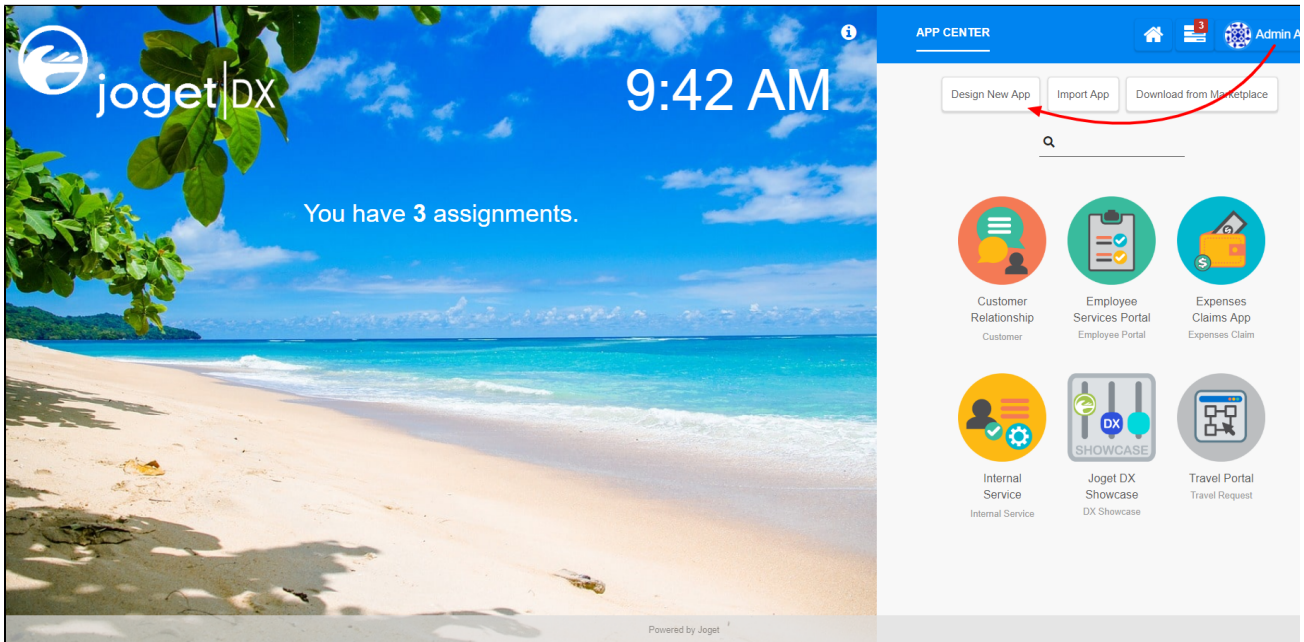 joget DX
9:42 AM
You have 3 assignments.
APP CENTER
3
Admin A
Design New App
Import App
Download from Marketplace
Customer
Relationship
Customer
Employee
Services Portal
Employee Portal
Expenses
Claims App
Expenses Claim
Internal
Service
Internal Service
DX
SHOWCASE
Joget DX
Showcase
DX Showcase
Travel Portal
Travel Request
Powered by Joget